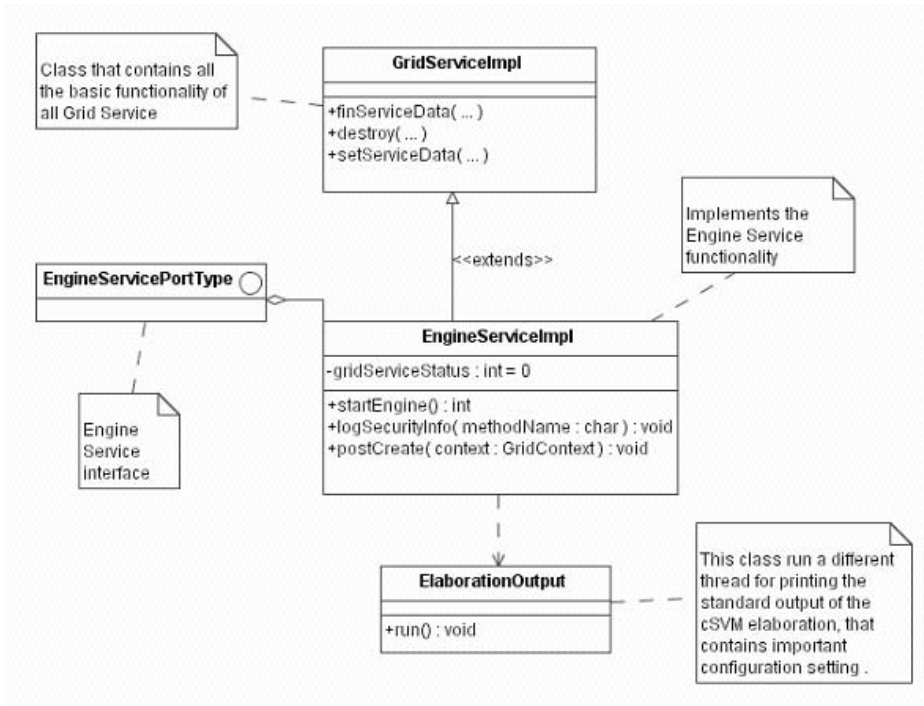 Class that contains all
the basic functionality of
all Grid Service
GridServiceImpl
+finServiceData( ... )
+destroy( ... )
+setServiceData( ... )
Implements the
Engine Service
functionality
<<extends>>
EngineServicePortType
EngineServiceImpl
-gridServiceStatus : int = 0
+startEngine() : int
+logSecurityInfo( methodName : char ) : void
+postCreate( context : GridContext ) : void
Engine
Service
interface
ElaborationOutput
+run() : void
This class run a different
thread for printing the
standard output of the
cSVM elaboration, that
contains important
configuration setting .